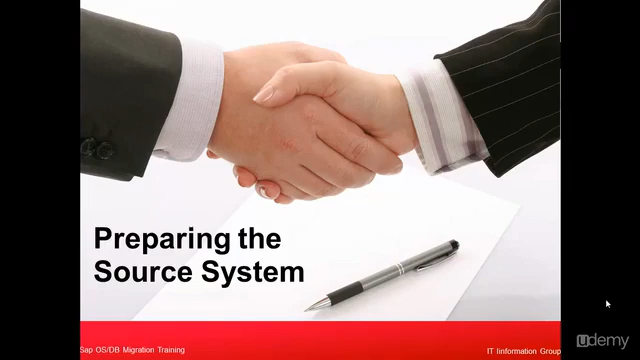 Preparing the
Source System
Sap OS/DB Migration Training
IT Iinformation Group
udemy